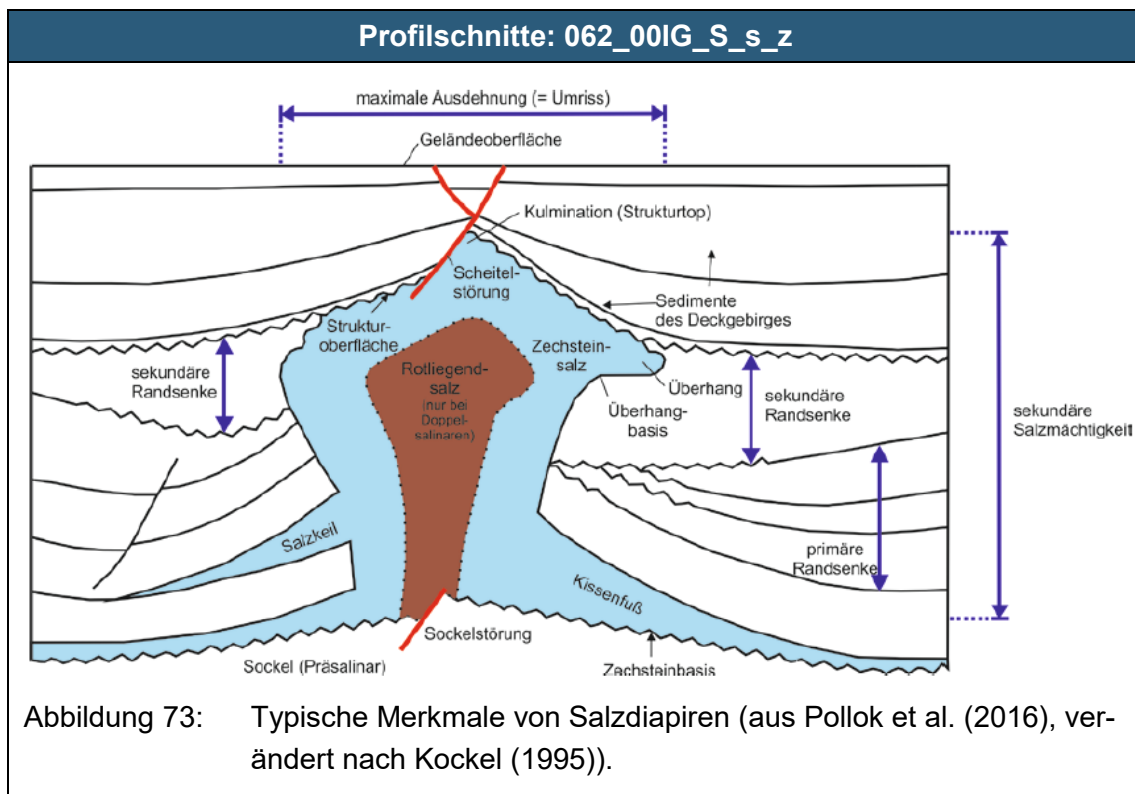 Profilschnitte: 062_00IG_S_s_z
maximale Ausdehnung (= Umriss)
Geländeoberfläche
Kulmination (Strukturtop)
Scheitel-
störung
Sedimente
des Deckgebirges
Struktur-
oberfläche
Zechstein-
salz
Rotliegend-
salz
(nur bei
Doppel-
salinaren)
Überhang
Überhang-
basis
sekundäre
Randsenke
sekundäre
Randsenke
sekundäre
Salzmächtigkeit
primäre
Randsenke
Salzkeil
Kissenfuß
Sockelstörung
Sockel (Präsalinar)
Zechsteinbasis
Abbildung 73: Typische Merkmale von Salzdiapiren (aus Pollok et al. (2016), ver-
ändert nach Kockel (1995)).